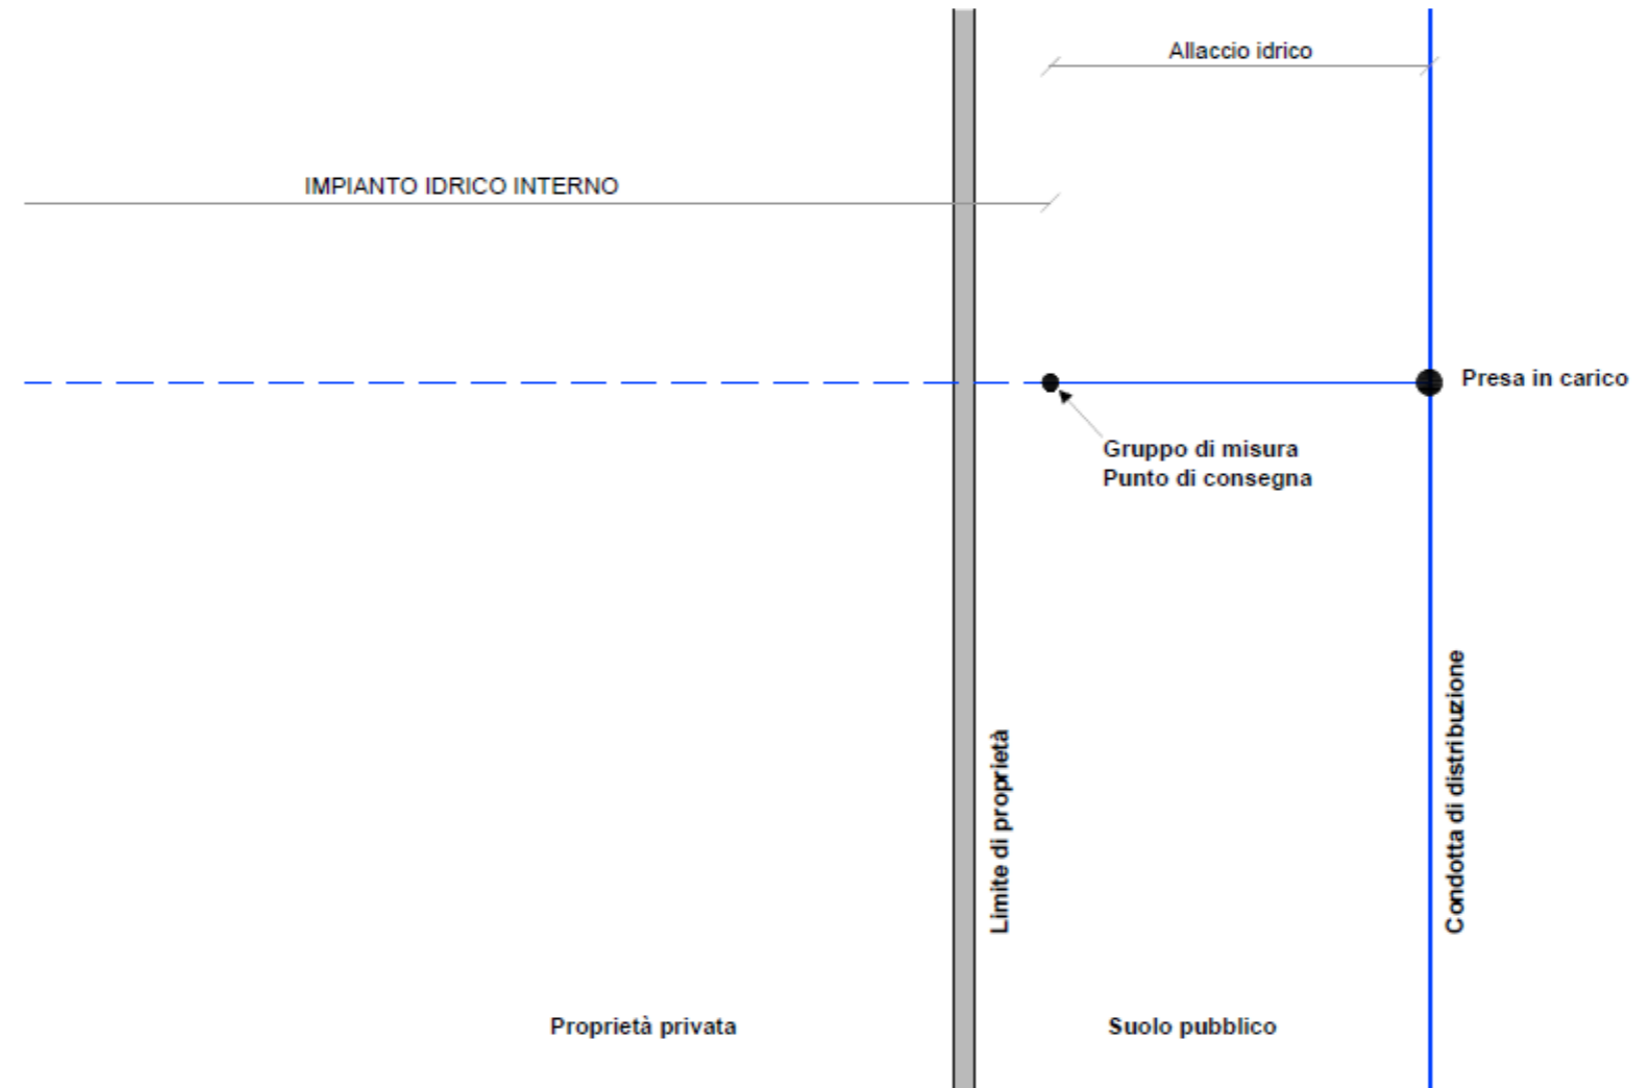 Allaccio idrico
IMPIANTO IDRICO INTERNO
Presa in carico
Gruppo di misura
Punto di consegna
Limite di proprietà
Condotta di distribuzione
Proprietà privata
Suolo pubblico